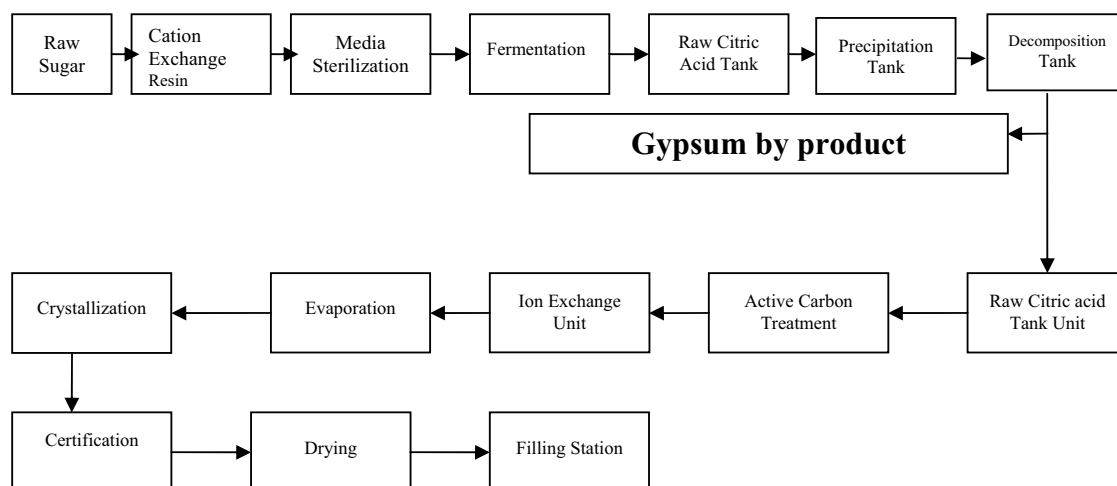 Raw
Sugar
Cation
Exchange
Resin
Media
Sterilization
Fermentation
Raw Citric
Acid Tank
Precipitation
Tank
Decomposition
Tank
Gypsum by product
Crystallization
Evaporation
Ion Exchange
Unit
Active Carbon
Treatment
Raw Citric acid
Tank Unit
Certification
Drying
Filling Station